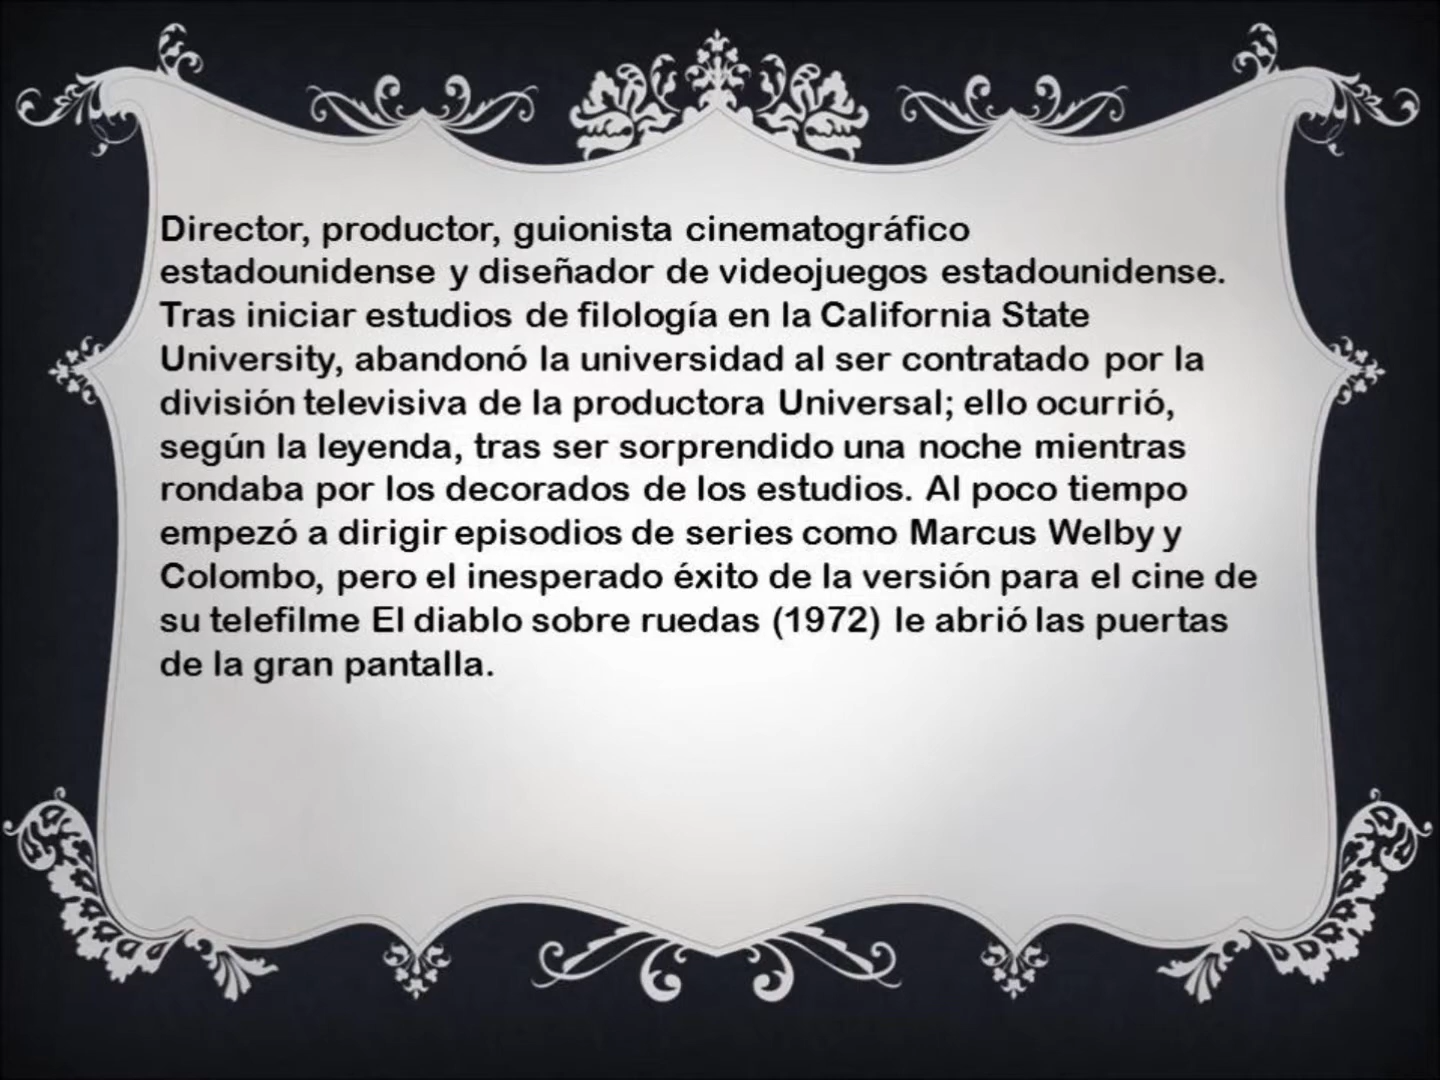 Director, productor, guionista cinematográfico
estadounidense y diseñador de videojuegos estadounidense.
Tras iniciar estudios de filología en la California State
University, abandonó la universidad al ser contratado por la
división televisiva de la productora Universal; ello ocurrió,
según la leyenda, tras ser sorprendido una noche mientras
rondaba por los decorados de los estudios. Al poco tiempo
empezó a dirigir episodios de series como Marcus Welby y
Colombo, pero el inesperado éxito de la versión para el cine de
su telefilme El diablo sobre ruedas (1972) le abrió las puertas
de la gran pantalla.